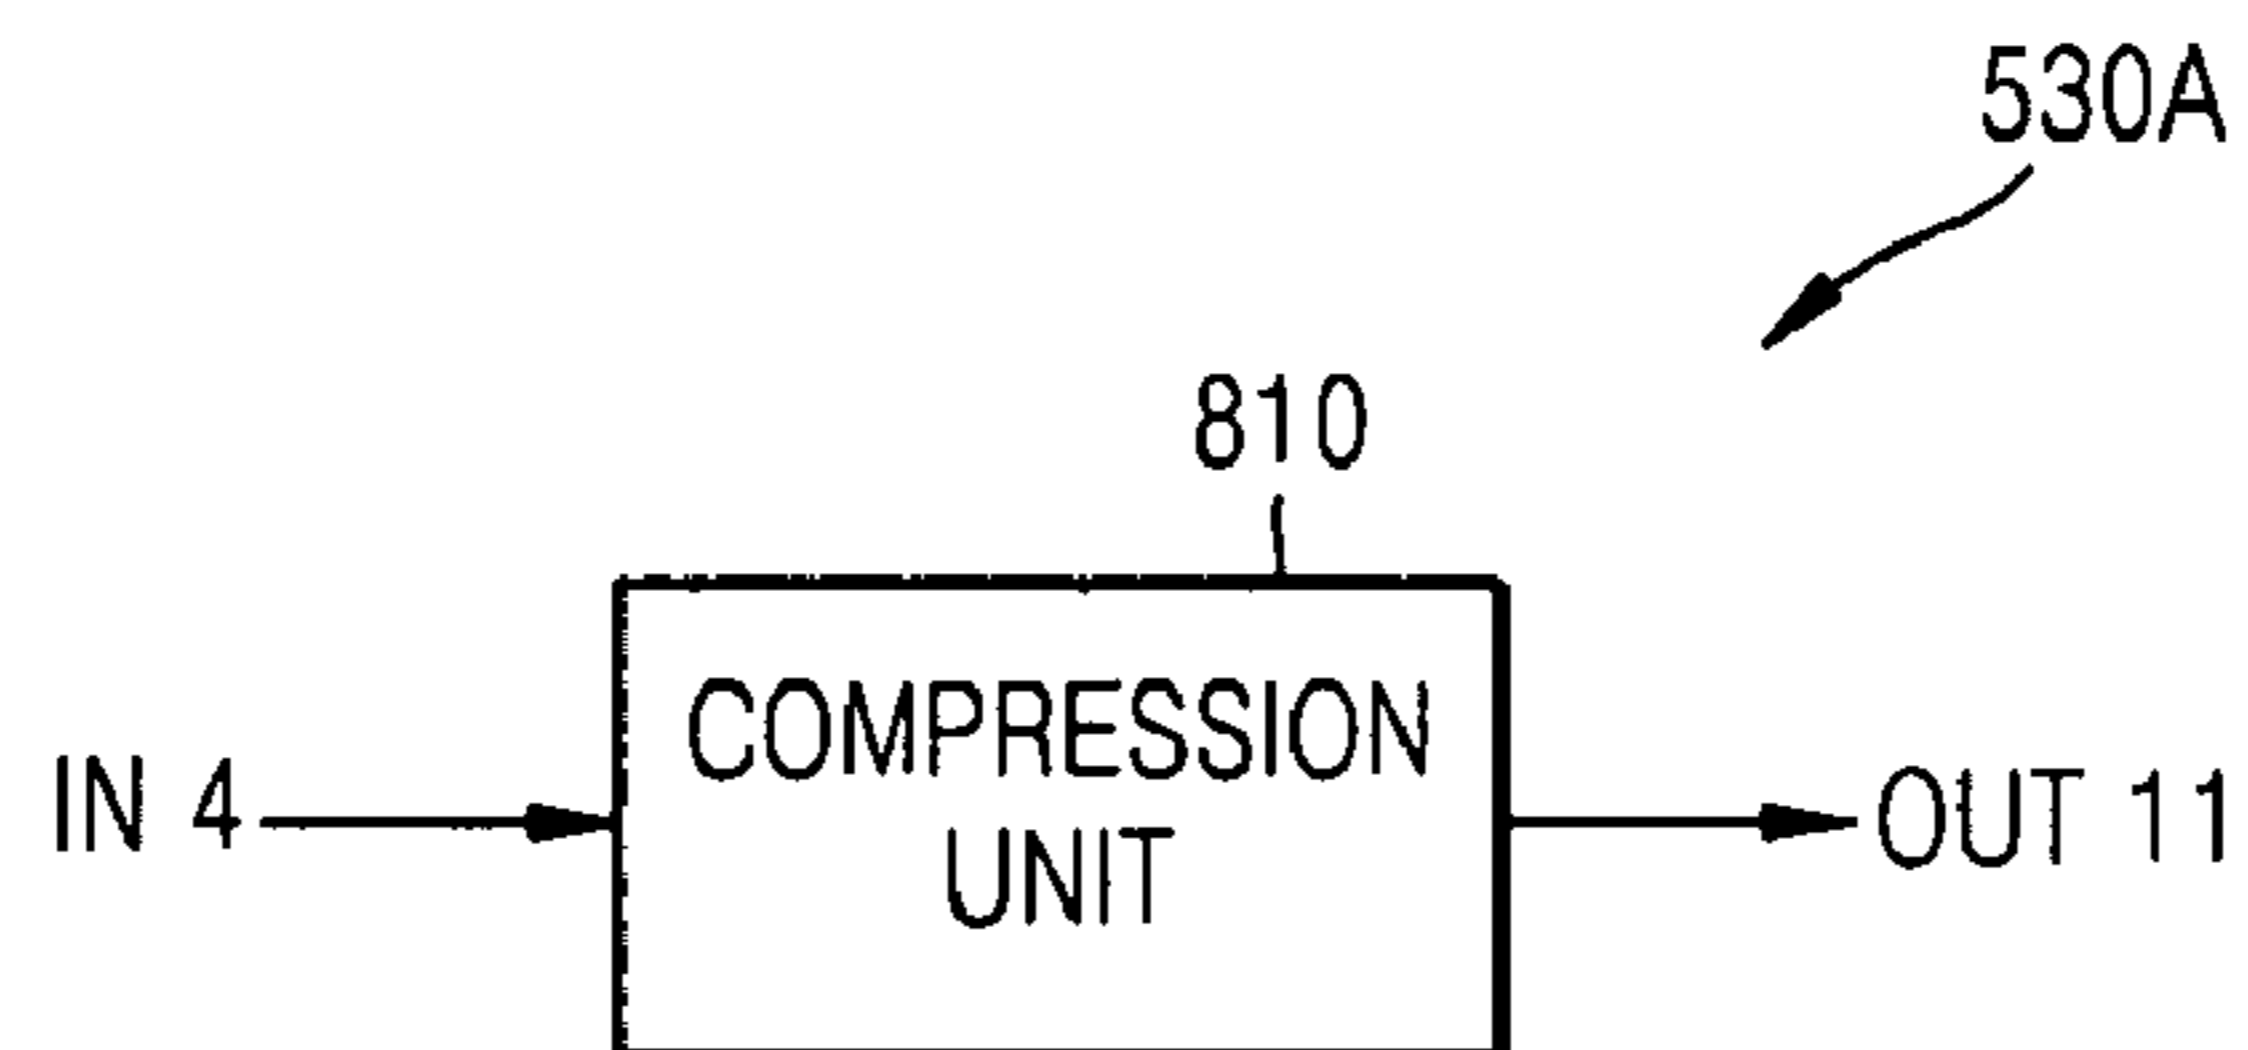 530A
810
COMPRESSION
UNIT
IN 4
OUT 11